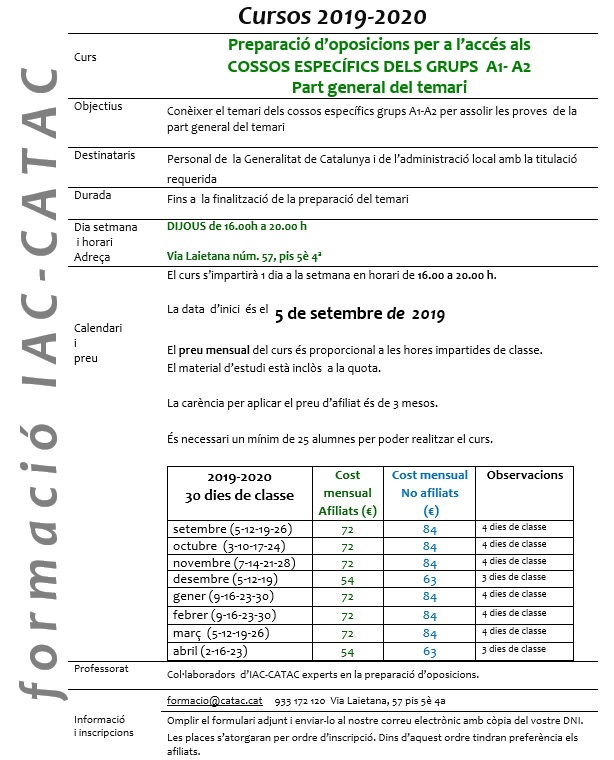 Cursos 2019-2020
formació IAC-CATAC
Curs
Preparació d'oposicions per a l'accés als
COSSOS ESPECÍFICS DELS GRUPS A1- A2
Part general del temari
Objectius
Conèixer el temari dels cossos específics grups A1-A2 per assolir les proves de la
part general del temari
Destinataris
Personal de la Generalitat de Catalunya i de l'administració local amb la titulació
requerida
Durada
Fins a la finalització de la preparació del temari
Dia setmana
i horari
Adreça
DIJOUS de 16.00h a 20.00 h
Via Laietana núm. 57, pis 5è 4ª
Calendari
i
preu
El curs s'impartirà 1 dia a la setmana en horari de 16.00 a 20.00 h.
La data d'inici és el 5 de setembre de 2019
El preu mensual del curs és proporcional a les hores impartides de classe.
El material d'estudi està inclòs a la quota.
La carència per aplicar el preu d'afiliat és de 3 mesos.
És necessari un mínim de 25 alumnes per poder realitzar el curs.
2019-2020
30 dies de classe
Cost
mensual
Afiliats (€)
Cost mensual
No afiliats
(€)
Observacions
setembre (5-12-19-26) 72 84 4 dies de classe
octubre (3-10-17-24) 72 84 4 dies de classe
novembre (7-14-21-28) 72 84 4 dies de classe
desembre (5-12-19) 54 63 3 dies de classe
gener (9-16-23-30) 72 84 4 dies de classe
febrer (9-16-23-30) 72 84 4 dies de classe
març (5-12-19-26) 72 84 4 dies de classe
abril (2-16-23) 54 63 3 dies de classe
Professorat
Col·laboradors d'IAC-CATAC experts en la preparació d'oposicions.
Informació
i inscripcions
formacio@catac.cat 933 172 120 Via Laietana, 57 pis 5è 4a
Omplir el formulari adjunt i enviar-lo al nostre correu electrònic amb còpia del vostre DNI.
Les places s'atorgaran per ordre d'inscripció. Dins d'aquest ordre tindran preferència els
afiliats.